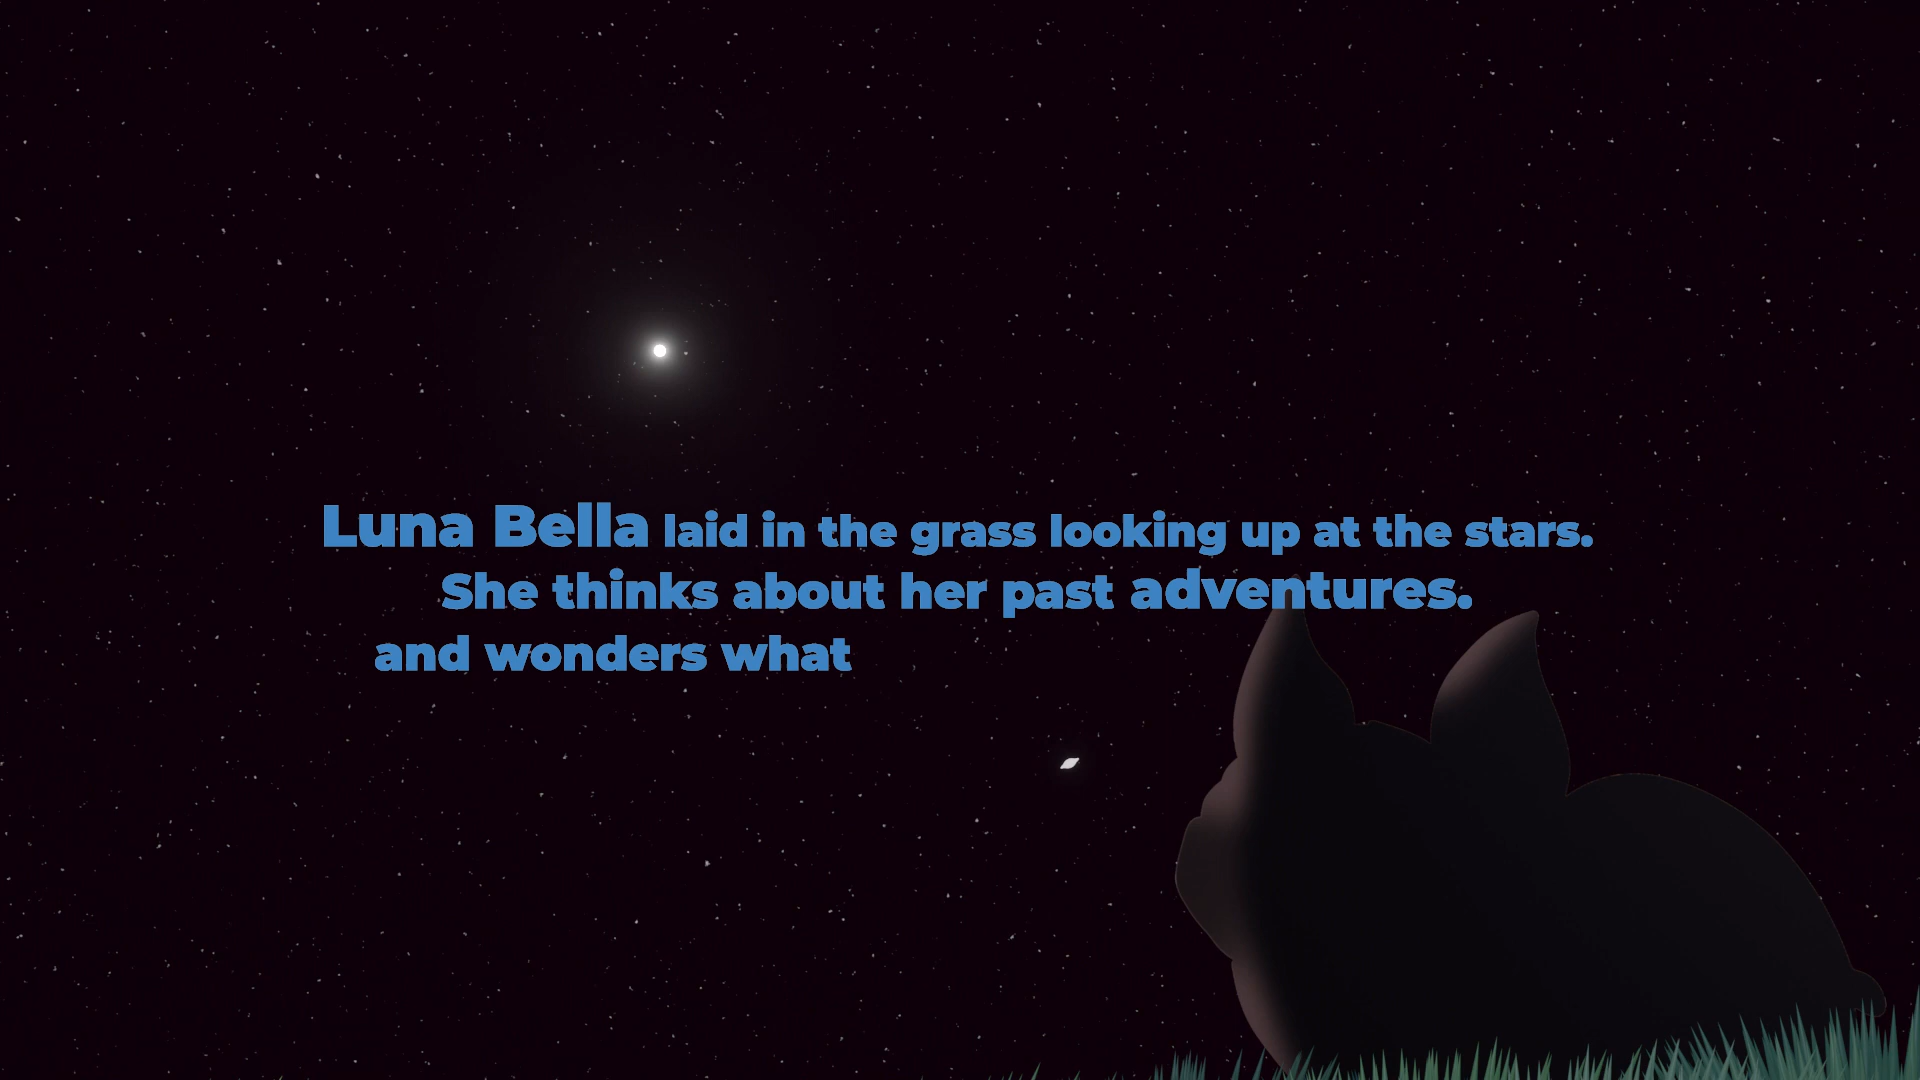 Luna Bella laid in the grass looking up at the stars.
She thinks about her past adventures.
and wonders what